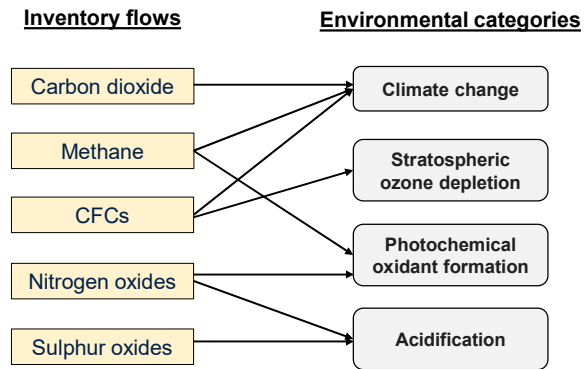 Inventory flows
Environmental categories
Carbon dioxide
Methane
CFCs
Nitrogen oxides
Sulphur oxides
Climate change
Stratospheric
ozone depletion
Photochemical
oxidant formation
Acidification